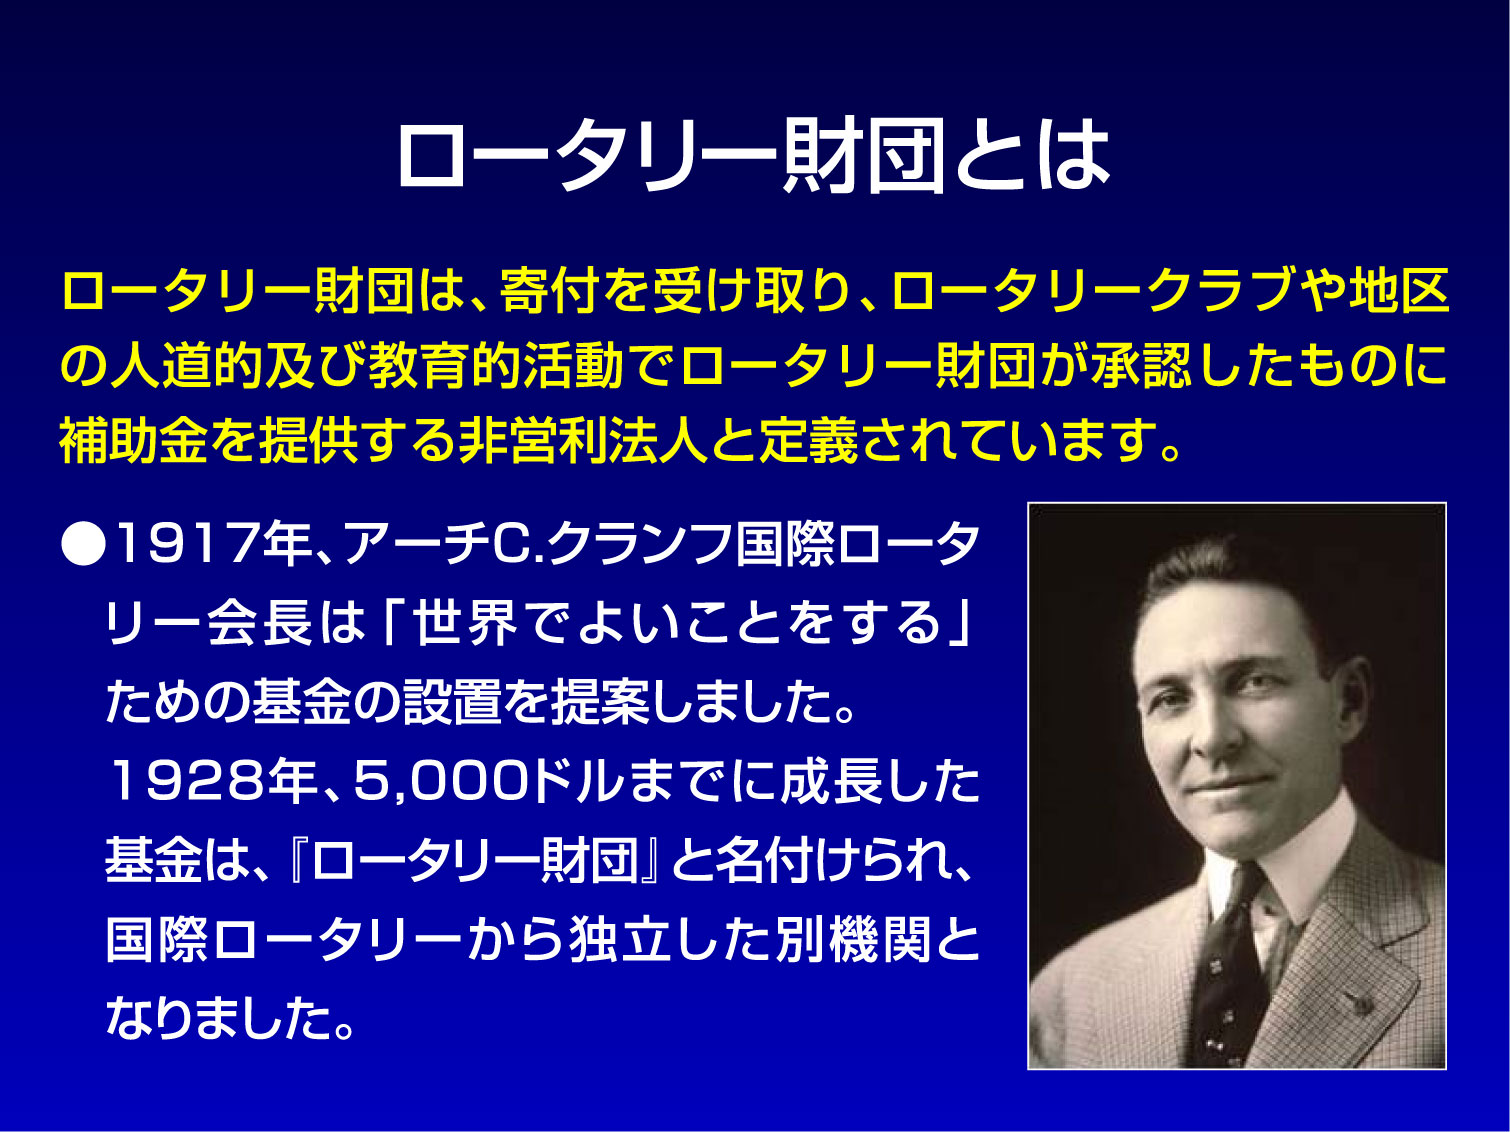 ロータリー財団とは
ロータリー財団は、寄付を受け取り、ロータリークラブや地区
の人道的及び教育的活動でロータリー財団が承認したものに
補助金を提供する非営利法人と定義されています。
●1917年、アーチC.クランフ国際ロータ
リー会長は「世界でよいことをする」
ための基金の設置を提案しました。
1928年、5,000ドルまでに成長した
基金は、『ロータリー財団』と名付けられ、
国際ロータリーから独立した別機関と
なりました。